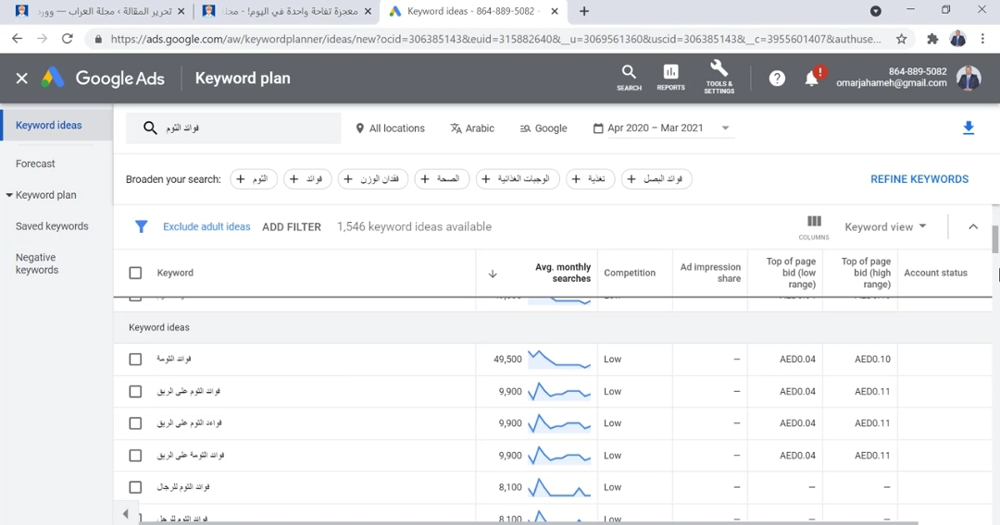 تحرير المقالة ‹ مجلة العراب — وورد
معجزة تفاحة واحدة في اليوم! - مجلـ
Keyword ideas - 864-889-5082 -
https://ads.google.com/aw/keywordplanner/ideas/new?ocid=306385143&euid=315882640&__u=3069561360&uscid=306385143&__c=3955601407&authuse...
Google Ads
Keyword plan
SEARCH
REPORTS
TOOLS & SETTINGS
864-889-5082
omarjahameh@gmail.com
Keyword ideas
Forecast
Keyword plan
Saved keywords
Negative keywords
فوائد الثوم
All locations
Arabic
Google
Apr 2020 – Mar 2021
Broaden your search:
الثوم
فوائد
فقدان الوزن
الصحة
الوجبات الغذائية
تغذية
فوائد البصل
REFINE KEYWORDS
Exclude adult ideas
ADD FILTER
1,546 keyword ideas available
COLUMNS
Keyword view
Keyword
Avg. monthly searches
Competition
Ad impression share
Top of page bid (low range)
Top of page bid (high range)
Account status
Keyword ideas
فوائد الثومة 49,500 Low – AED0.04 AED0.10
فوائد الثوم على الريق 9,900 Low – AED0.04 AED0.11
فواءد الثوم على الريق 9,900 Low – AED0.04 AED0.11
فوائد الثومة على الريق 9,900 Low – AED0.04 AED0.11
فوائد الثوم للرجال 8,100 Low – – –
فوائد الثوم للرجل 8,100 Low – – –